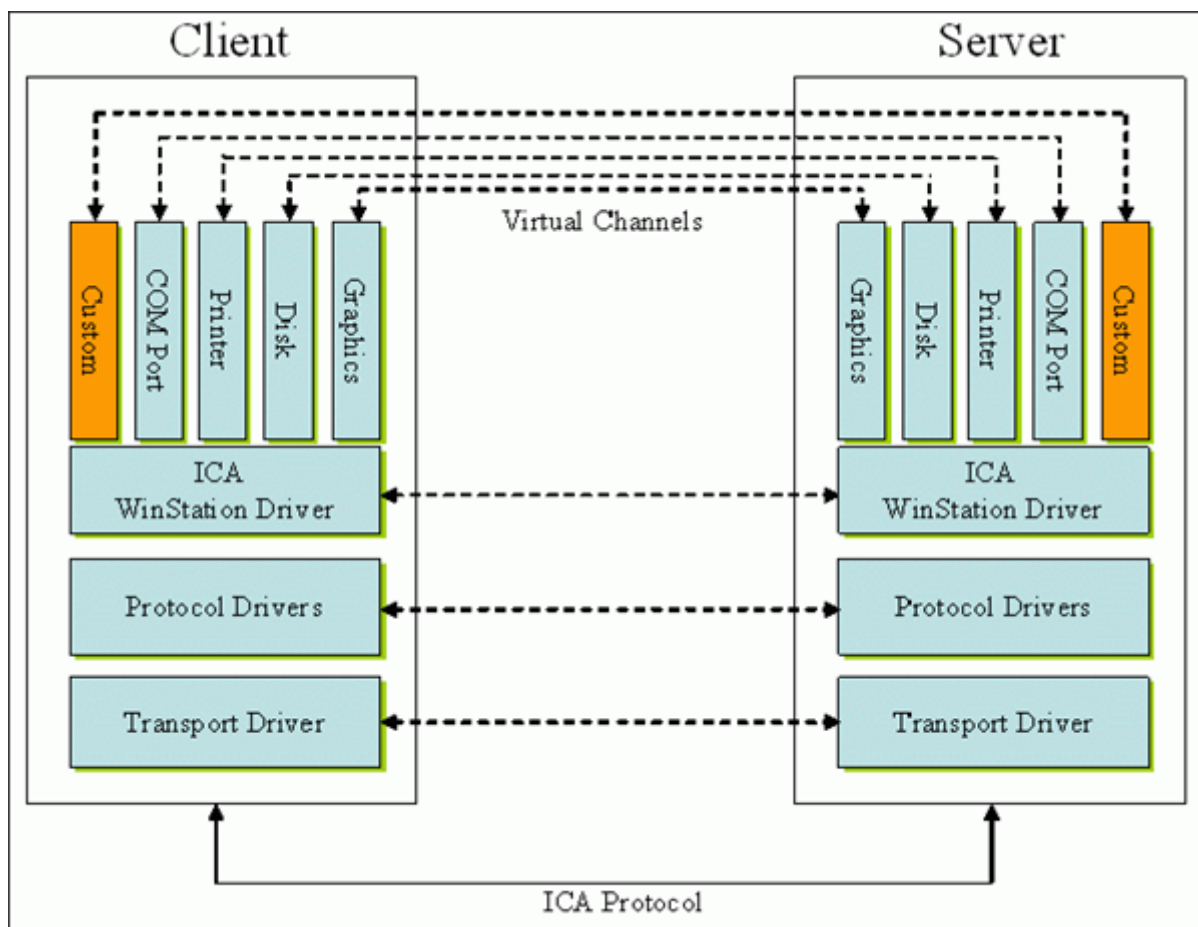 Client
Server
Virtual Channels
Custom
COM Port
Printer
Disk
Graphics
Graphics
Disk
Printer
COM Port
Custom
ICA
WinStation Driver
ICA
WinStation Driver
Protocol Drivers
Protocol Drivers
Transport Driver
Transport Driver
ICA Protocol